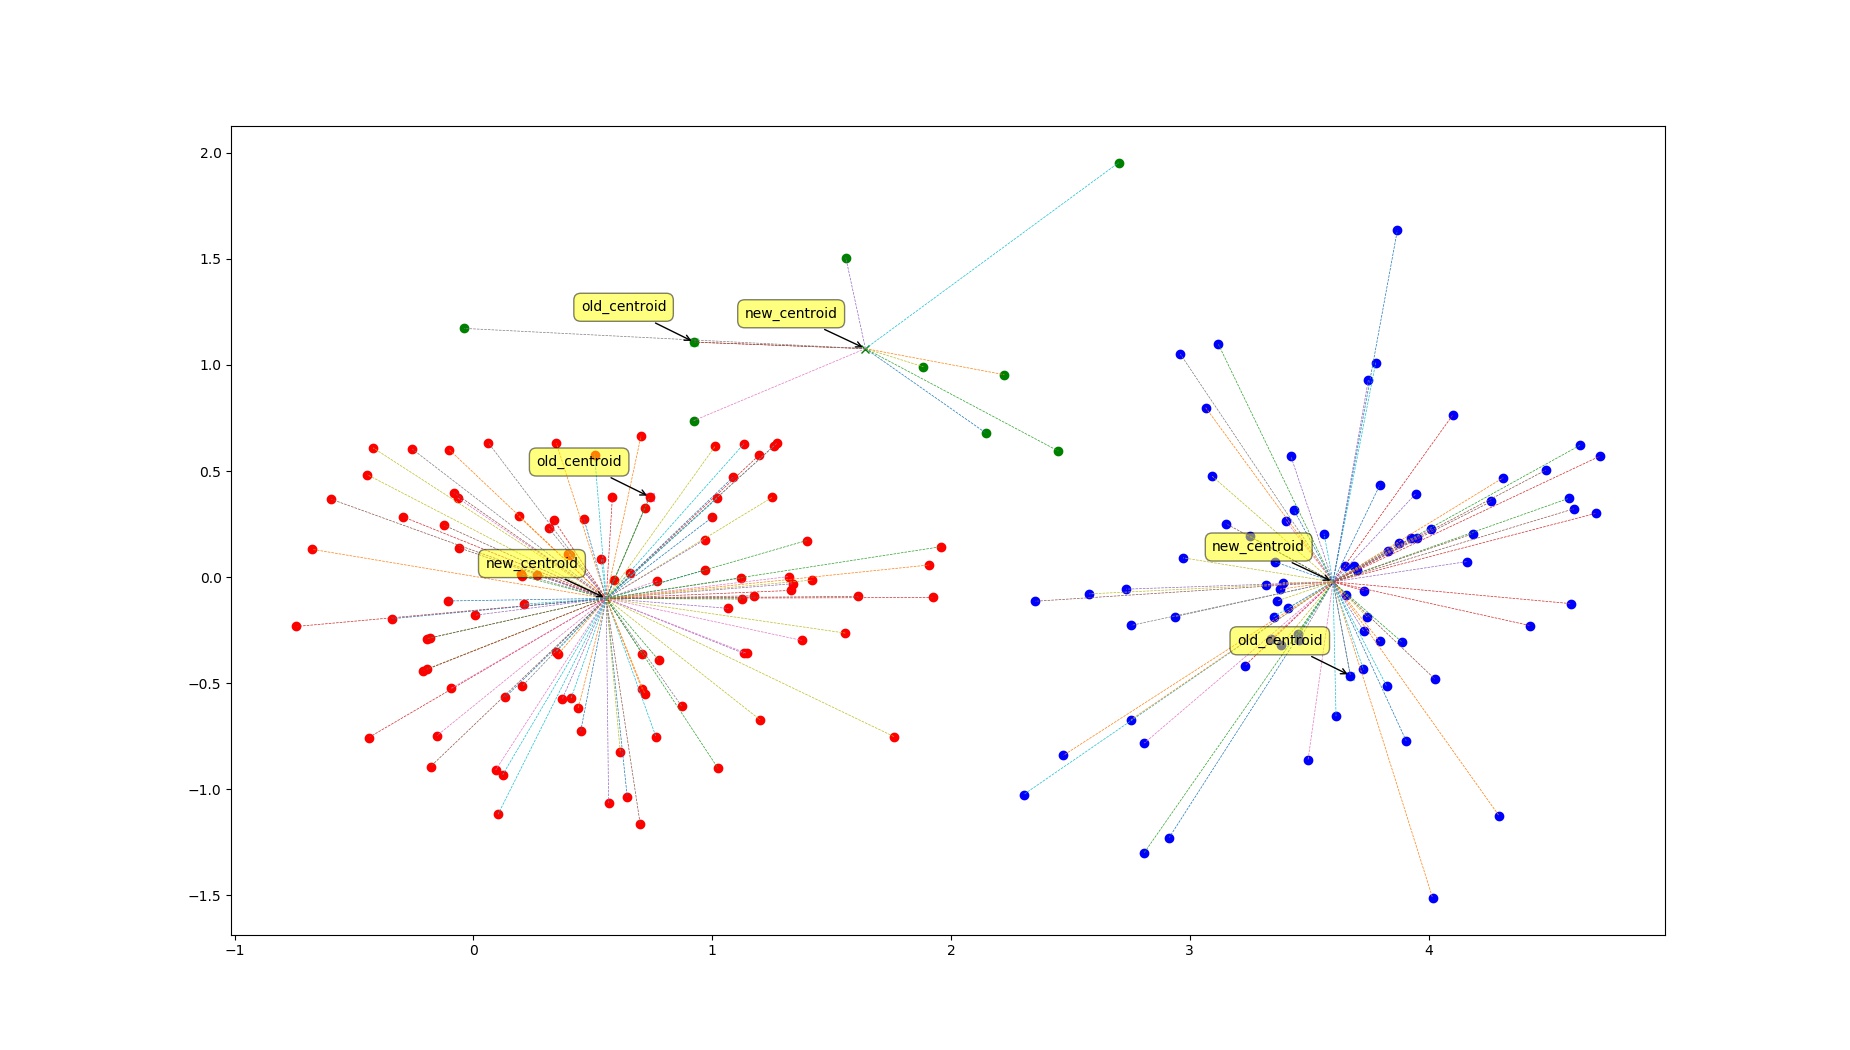 2.0
1.5
1.0
0.5
0.0
−0.5
−1.0
−1.5
old_centroid
new_centroid
old_centroid
new_centroid
new_centroid
old_centroid
−1
0
1
2
3
4